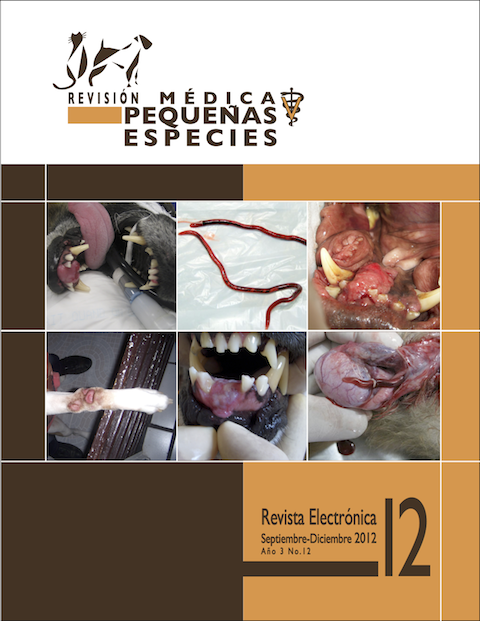 REVISIÓN MÉDICA
PEQUEÑAS
ESPECIES
Revista Electrónica
Septiembre-Diciembre 2012
Año 3 No.12
12